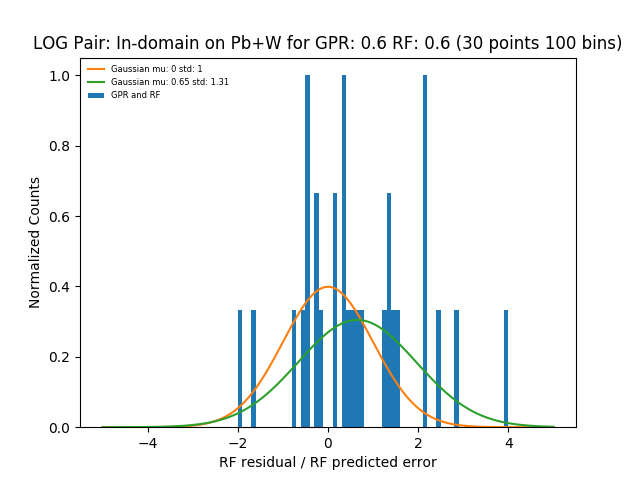 LOG Pair: In-domain on Pb+W for GPR: 0.6 RF: 0.6 (30 points 100 bins)
Gaussian mu: 0 std: 1
Gaussian mu: 0.65 std: 1.31
GPR and RF
Normalized Counts
1.0
0.8
0.6
0.4
0.2
0.0
−4 −2 0 2 4
RF residual / RF predicted error